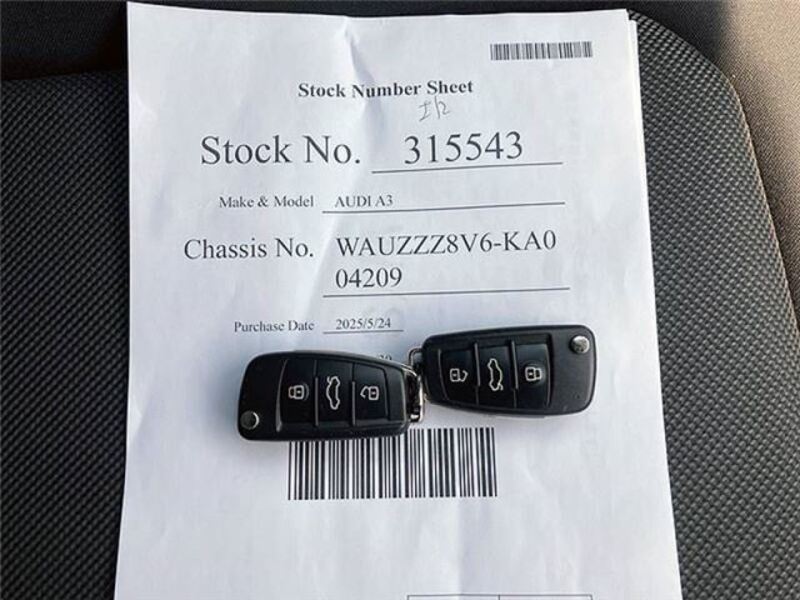 Stock Number Sheet
Stock No. 315543
Make & Model AUDI A3
Chassis No. WAUZZZ8V6-KA0
04209
Purchase Date 2025/5/24